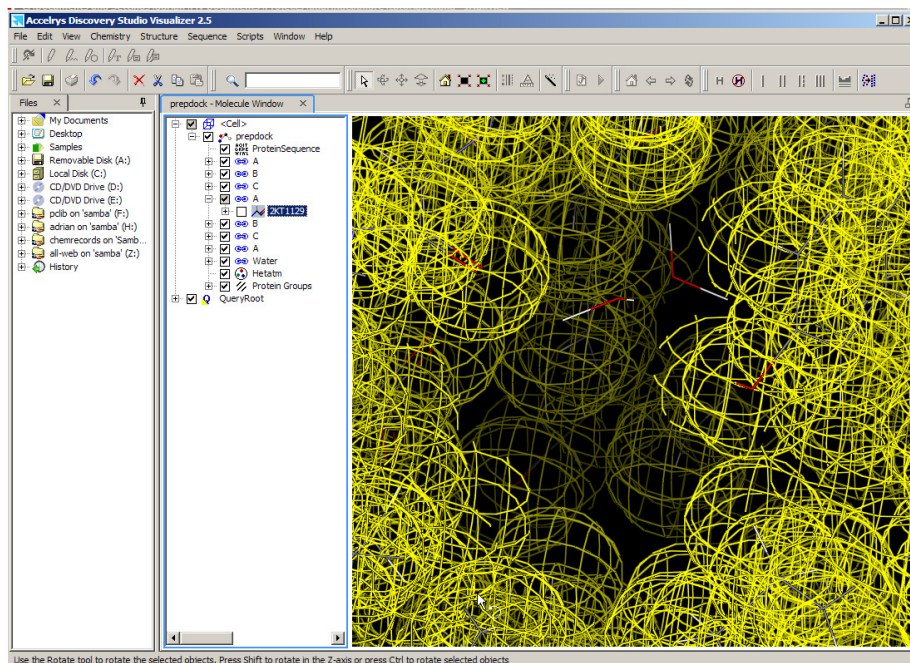 Accelrys Discovery Studio Visualizer 2.5
File Edit View Chemistry Structure Sequence Scripts Window Help
Files
prepdock - Molecule Window
My Documents
Desktop
Samples
Removable Disk (A:)
Local Disk (C:)
CD/DVD Drive (D:)
CD/DVD Drive (E:)
pclib on 'samba' (F:)
adrian on 'samba' (H:)
chemrecords on 'Samb...
all-web on 'samba' (Z:)
History
<Cell>
prepdock
ProteinSequence
A
B
C
A
2KT1129
B
C
A
Water
Hetatm
Protein Groups
QueryRoot
Use the Rotate tool to rotate the selected objects. Press Shift to rotate in the Z-axis or press Ctrl to rotate selected objects